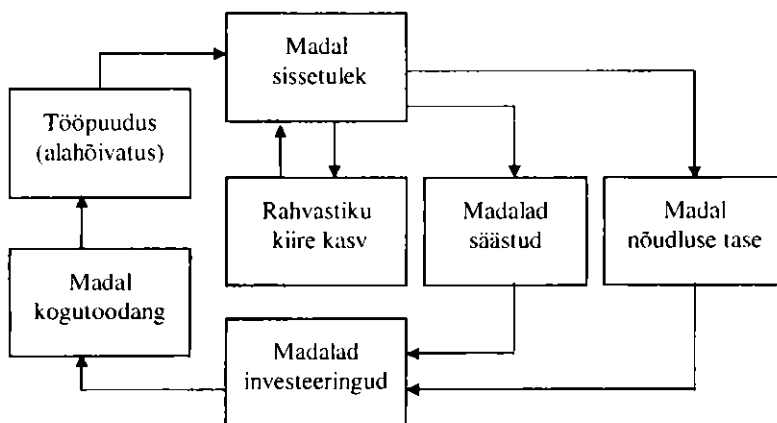 Madal
sissetulek
Tööpuudus
(alahõivatus)
Rahvastiku
kiire kasv
Madalad
säästud
Madal
nõudluse tase
Madal
kogutoodang
Madalad
investeeringud